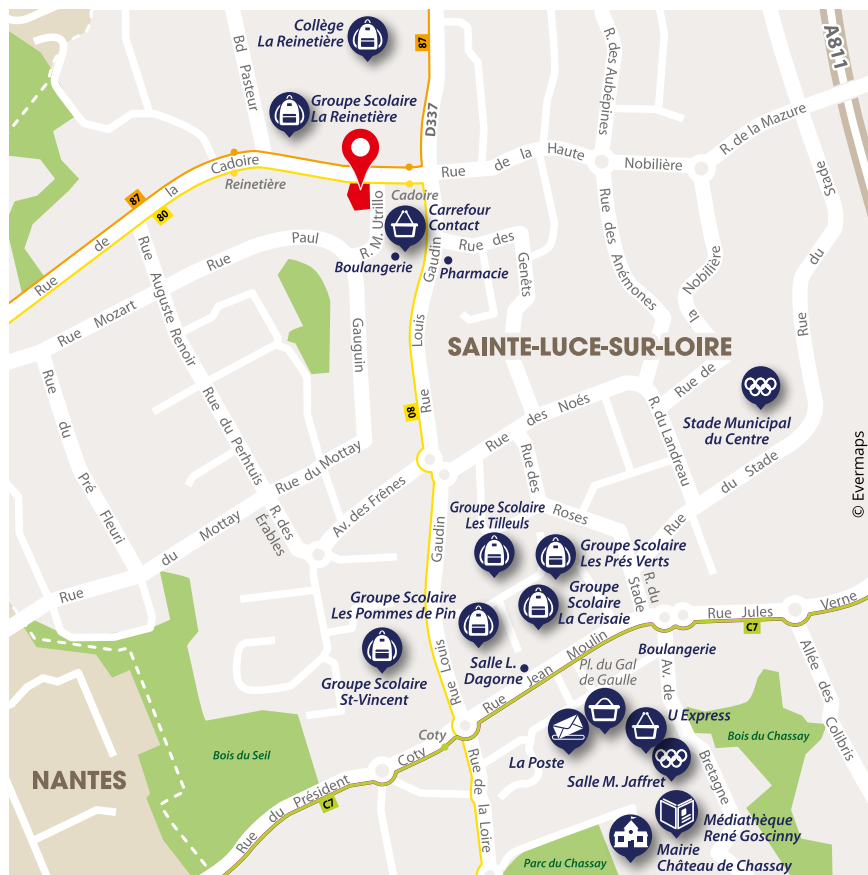 Collège
La Reinetière
87
A811
Bd Pasteur
R. des Aubépines
Groupe Scolaire
La Reinetière
D337
R. de la Mazure
Rue de la Cadoire
Reinetière
Rue de la Haute Nobilière
Stade
du
Rue
87
80
Cadoire
Carrefour
Contact
R. M. Utrillo
Boulangerie
Pharmacie
Rue des Genêts
Rue des Anémones
Rue de la Nobilière
Rue Mozart
Rue Paul Gauguin
Rue Auguste Renoir
Rue Louis Gaudin
SAINTE-LUCE-SUR-LOIRE
Stade Municipal
du Centre
80
Rue des Noés
R. du Landreau
Rue du Stade
© Evermaps
Rue du Pré Fleuri
Rue du Perhtuis
Rue du Mottay
Rue du Mottay
R. des
Érables
Av. des Frênes
Rue des Roses
Groupe Scolaire
Les Tilleuls
Groupe Scolaire
Les Prés Verts
Groupe
Scolaire
La Cerisaie
R. du
Stade
Groupe Scolaire
Les Pommes de Pin
Rue Jules Verne
C7
Groupe Scolaire
St-Vincent
Salle L.
Dagorne
Rue Jean Moulin
Rue Louis
Gaudin
Boulangerie
Pl. du Gal
de Gaulle
Av. de Bretagne
Allée des Colibris
U Express
Bois du Chassay
La Poste
Salle M. Jaffret
Coty
Bois du Seil
NANTES
Rue du Président Coty
C7
Rue de la Loire
Médiathèque
René Goscinny
Mairie
Château de Chassay
Parc du Chassay